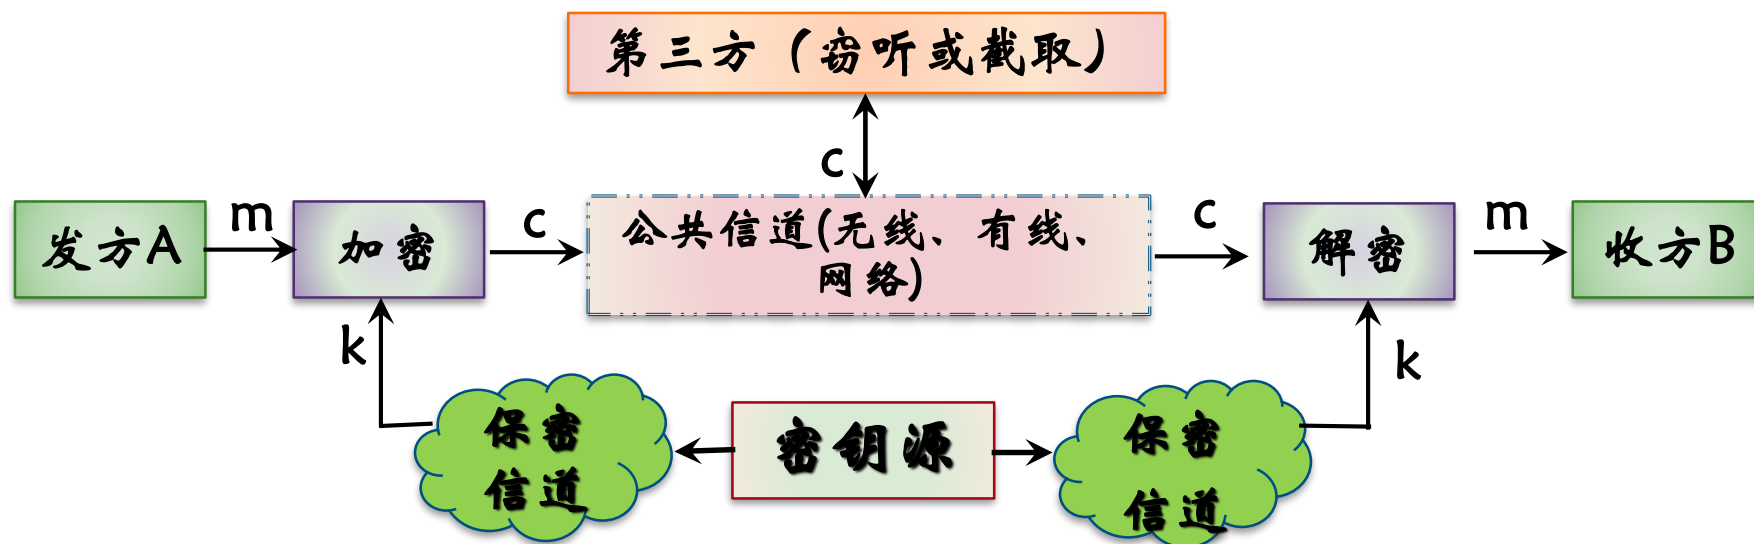 第三方（窃听或截取）
c
发方A
m
加密
c
公共信道(无线、有线、
网络)
c
解密
m
收方B
k
k
保密
信道
密钥源
保密
信道